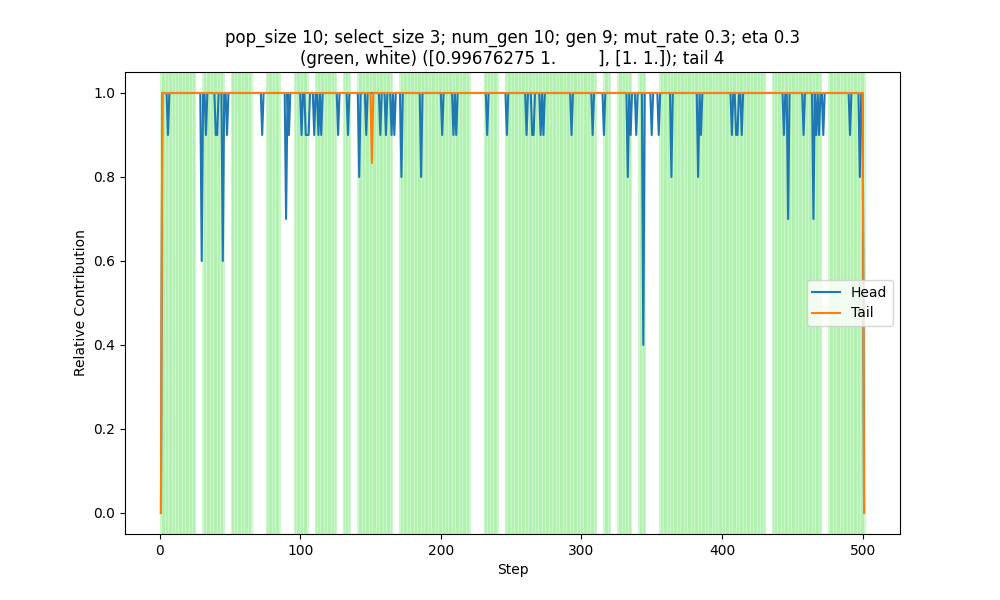 pop_size 10; select_size 3; num_gen 10; gen 9; mut_rate 0.3; eta 0.3
(green, white) ([0.99676275 1.        ], [1. 1.]); tail 4
1.0
0.8
0.6
0.4
0.2
0.0
Relative Contribution
Head
Tail
0
100
200
300
400
500
Step